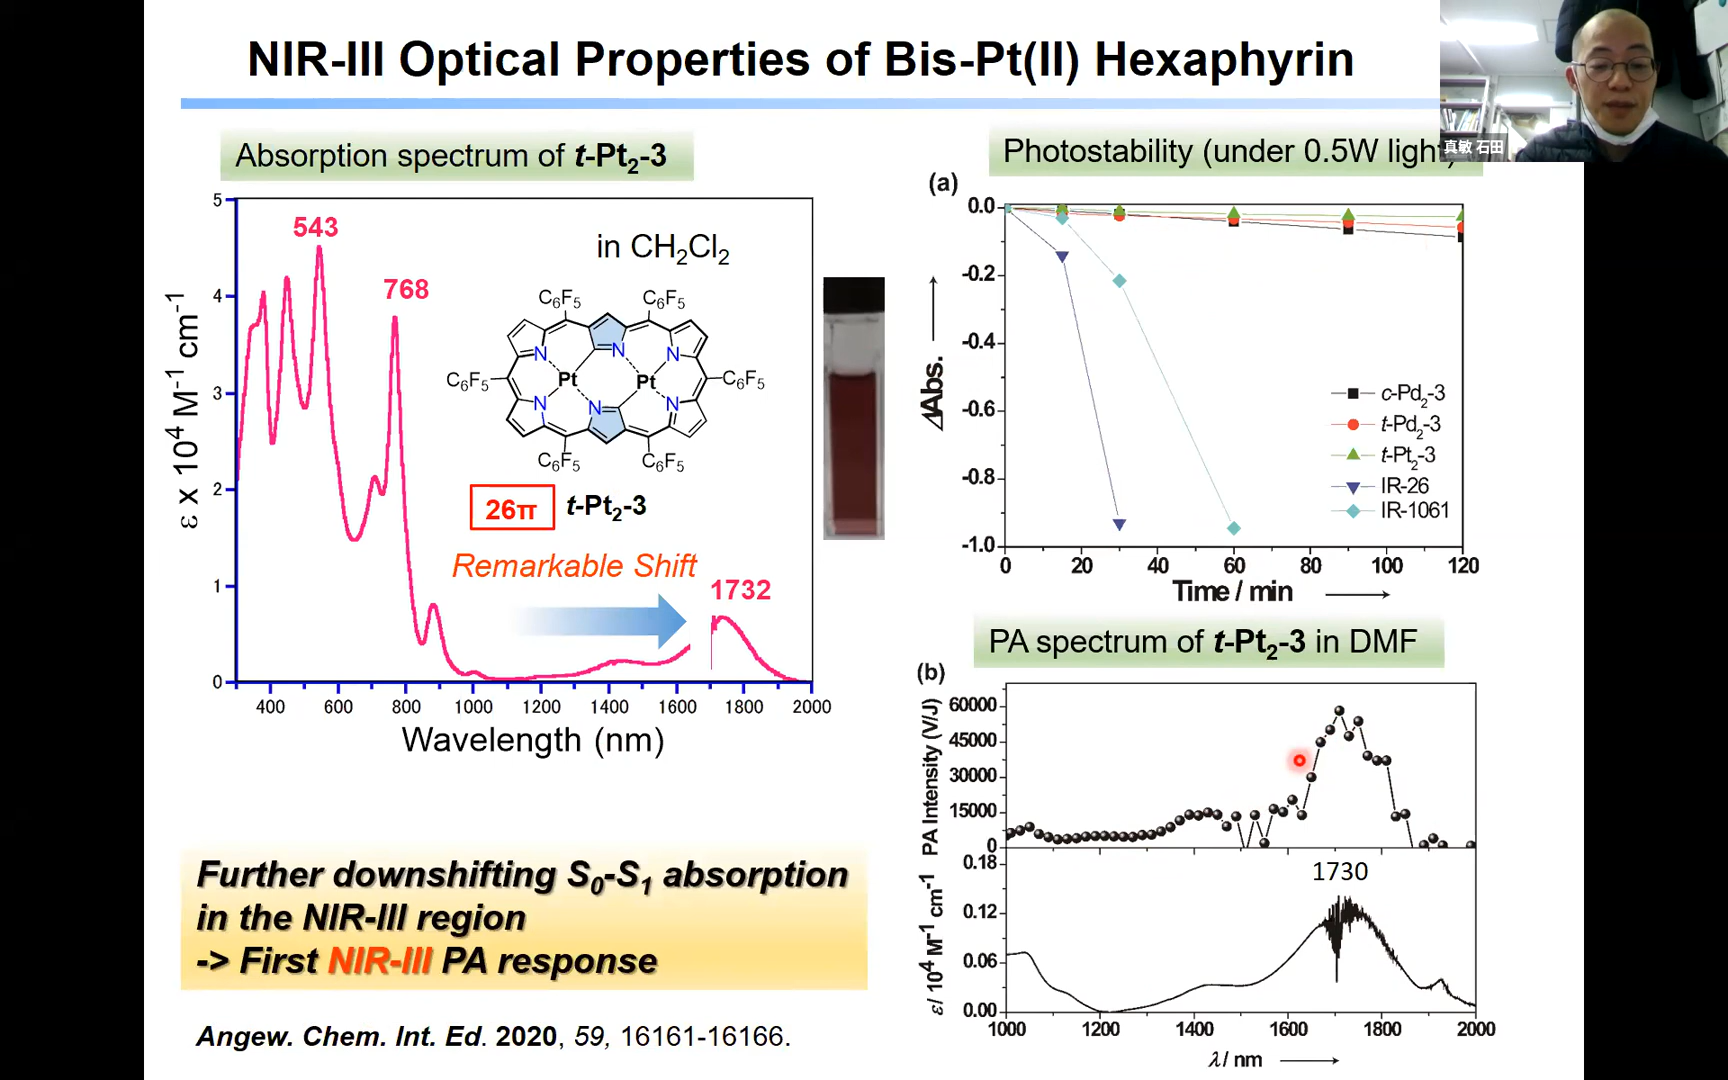 NIR-III Optical Properties of Bis-Pt(II) Hexaphyrin
真敏 石田
Absorption spectrum of t-Pt2-3
5
4
3
2
1
0
ε x 10⁴ M⁻¹ cm⁻¹
543
768
in CH2Cl2
C6F5 C6F5
N N N
C6F5 Pt Pt C6F5
N N N
C6F5 C6F5
26π t-Pt2-3
Remarkable Shift
1732
400 600 800 1000 1200 1400 1600 1800 2000
Wavelength (nm)
Further downshifting S0-S1 absorption
in the NIR-III region
-> First NIR-III PA response
Angew. Chem. Int. Ed. 2020, 59, 16161-16166.
Photostability (under 0.5W light)
(a)
0.0
-0.2
-0.4
-0.6
-0.8
-1.0
ΔAbs.
c-Pd2-3
t-Pd2-3
t-Pt2-3
IR-26
IR-1061
0 20 40 60 80 100 120
Time / min
PA spectrum of t-Pt2-3 in DMF
(b)
60000
45000
30000
15000
0
PA Intensity (V/J)
0.18
0.12
0.06
0.00
ε/ 10⁴ M⁻¹ cm⁻¹
1730
1000 1200 1400 1600 1800 2000
λ/ nm